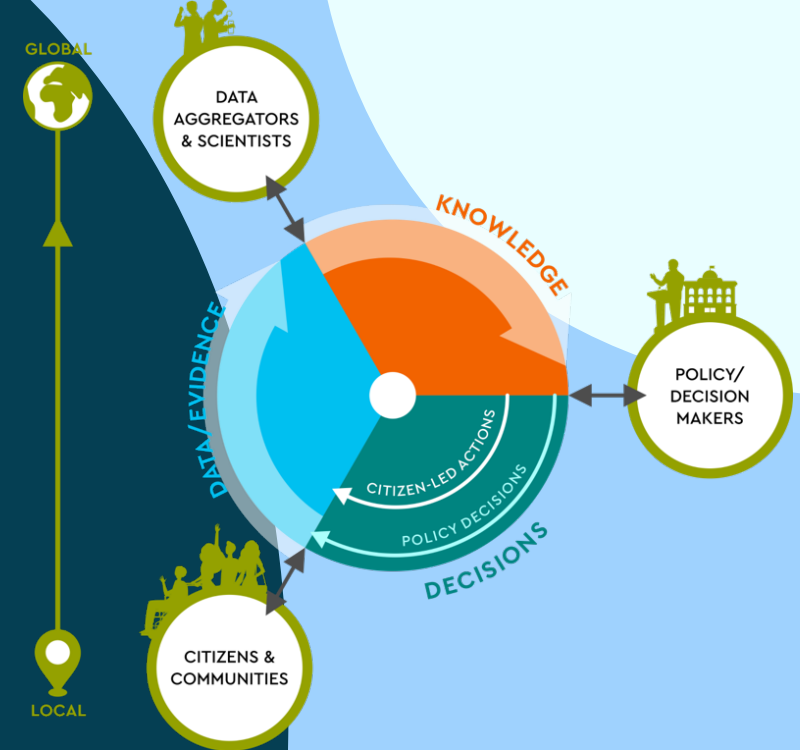 GLOBAL
DATA
AGGREGATORS
& SCIENTISTS
KNOWLEDGE
DATA/EVIDENCE
POLICY/
DECISION
MAKERS
CITIZEN-LED ACTIONS
POLICY DECISIONS
DECISIONS
CITIZENS &
COMMUNITIES
LOCAL